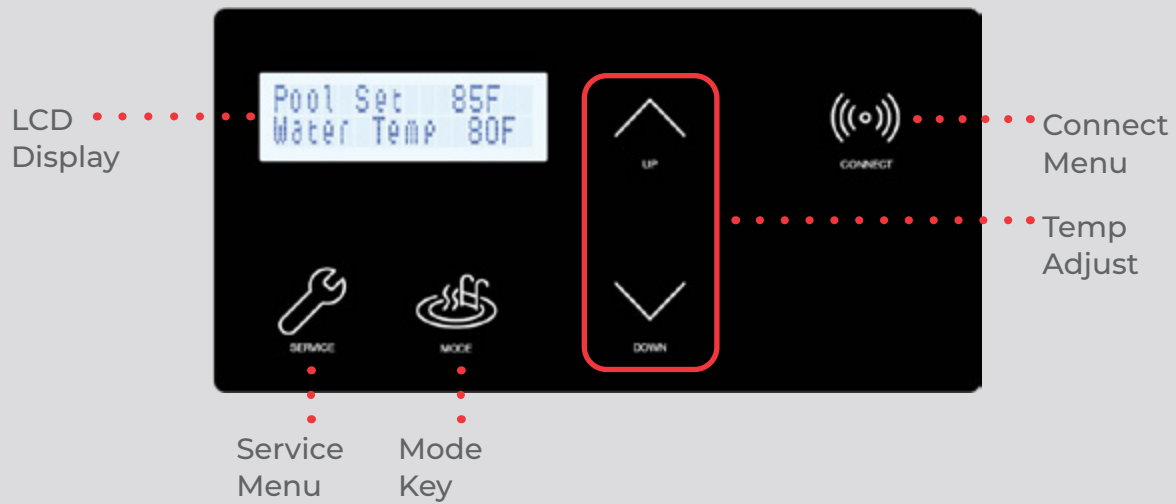 Pool Set 85F
Water Temp 80F
LCD
Display
UP
CONNECT
Connect
Menu
Temp
Adjust
SERVICE
MODE
DOWN
Service
Menu
Mode
Key